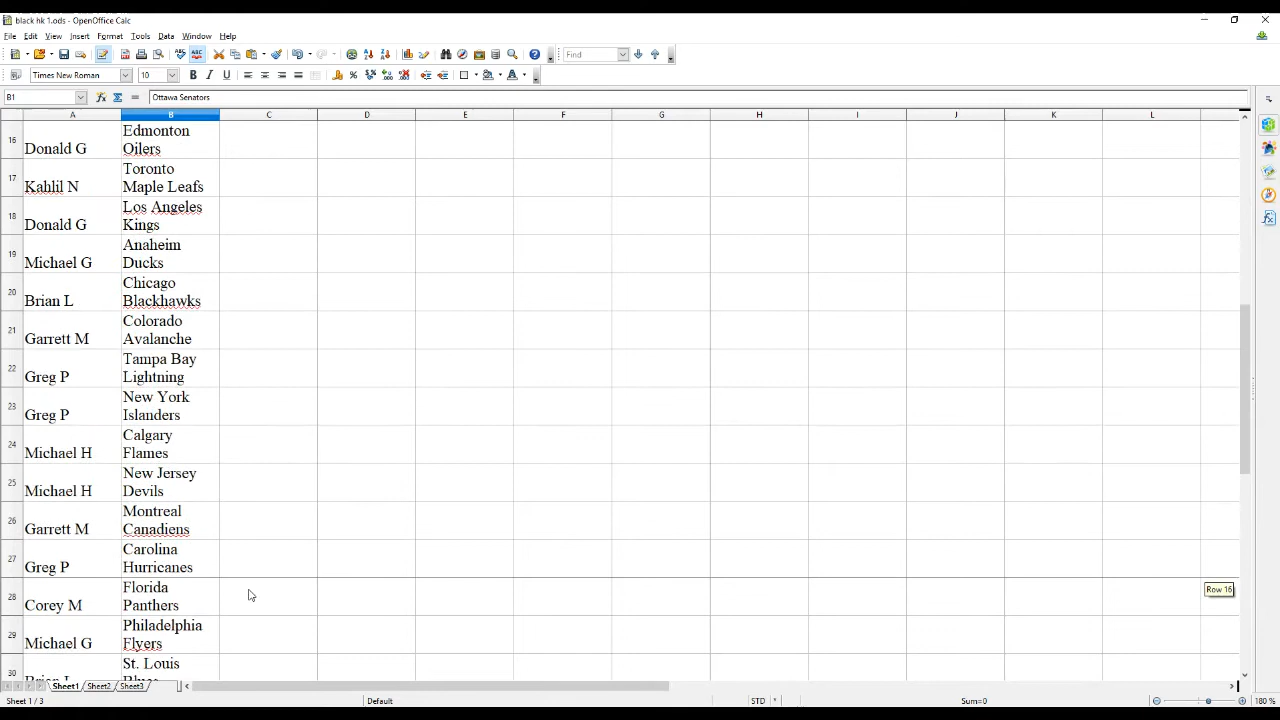 black hk 1.ods - OpenOffice Calc
File Edit View Insert Format Tools Data Window Help
Find
Times New Roman 10
B1 Ottawa Senators
A B C D E F G H I J K L
16 Donald G Edmonton Oilers
17 Kahlil N Toronto Maple Leafs
18 Donald G Los Angeles Kings
19 Michael G Anaheim Ducks
20 Brian L Chicago Blackhawks
21 Garrett M Colorado Avalanche
22 Greg P Tampa Bay Lightning
23 Greg P New York Islanders
24 Michael H Calgary Flames
25 Michael H New Jersey Devils
26 Garrett M Montreal Canadiens
27 Greg P Carolina Hurricanes
28 Corey M Florida Panthers
Row 16
29 Michael G Philadelphia Flyers
30 Brian L St. Louis Blues
Sheet1 Sheet2 Sheet3
Sheet 1 / 3 Default STD * Sum=0 180 %